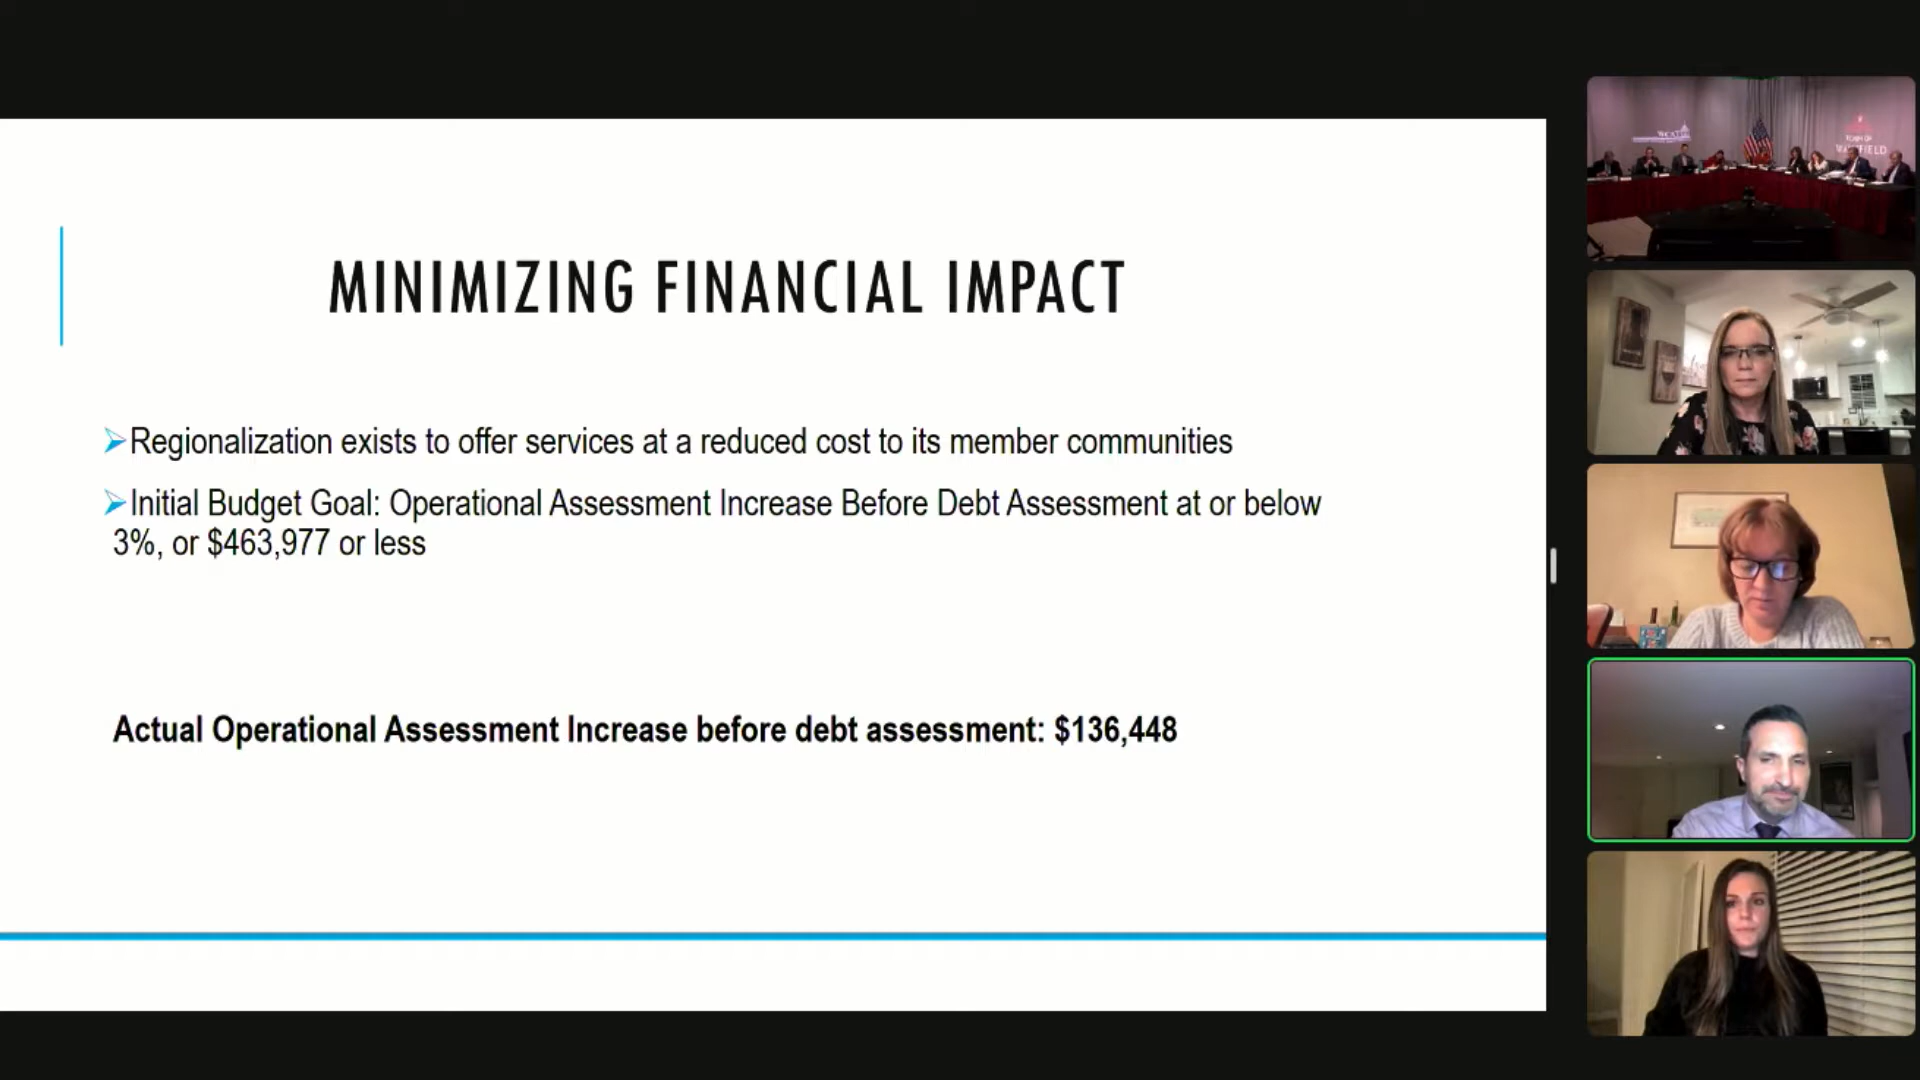 MINIMIZING FINANCIAL IMPACT
Regionalization exists to offer services at a reduced cost to its member communities
Initial Budget Goal: Operational Assessment Increase Before Debt Assessment at or below
3%, or $463,977 or less
Actual Operational Assessment Increase before debt assessment: $136,448
TOWN OF